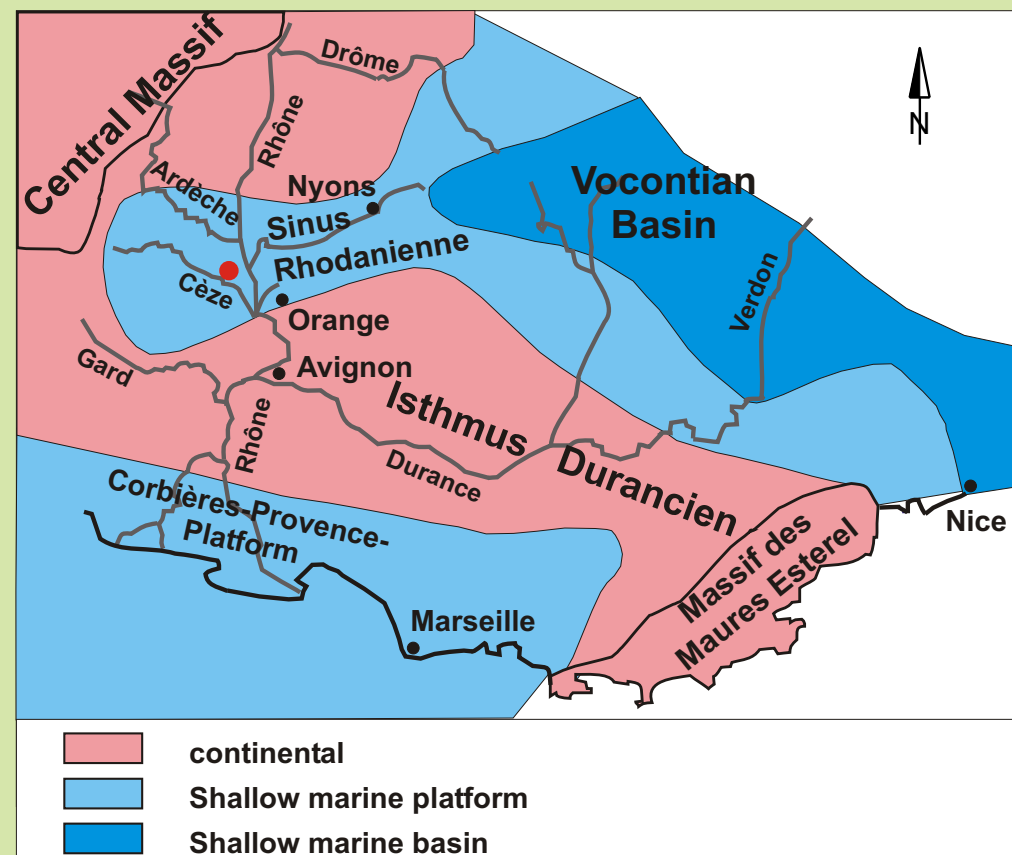 Central Massif
Drôme
Rhône
Ardèche
Nyons
Sinus
Rhodanienne
Cèze
Orange
Vocontian
Basin
Verdon
N
Gard
Avignon
Isthmus
Durancien
Rhône
Durance
Corbières-Provence-
Platform
Marseille
Massif des
Maures Esterel
Nice
continental
Shallow marine platform
Shallow marine basin